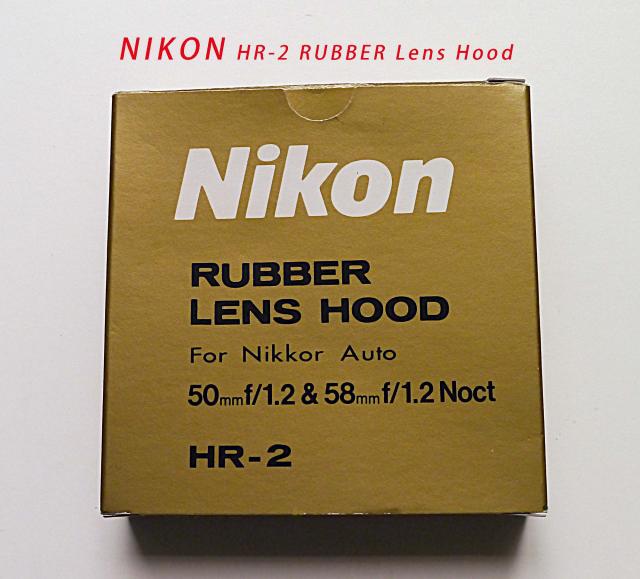 NIKON HR-2 RUBBER Lens Hood
Nikon
RUBBER
LENS HOOD
For Nikkor Auto
50mm f/1.2 & 58mm f/1.2 Noct
HR-2